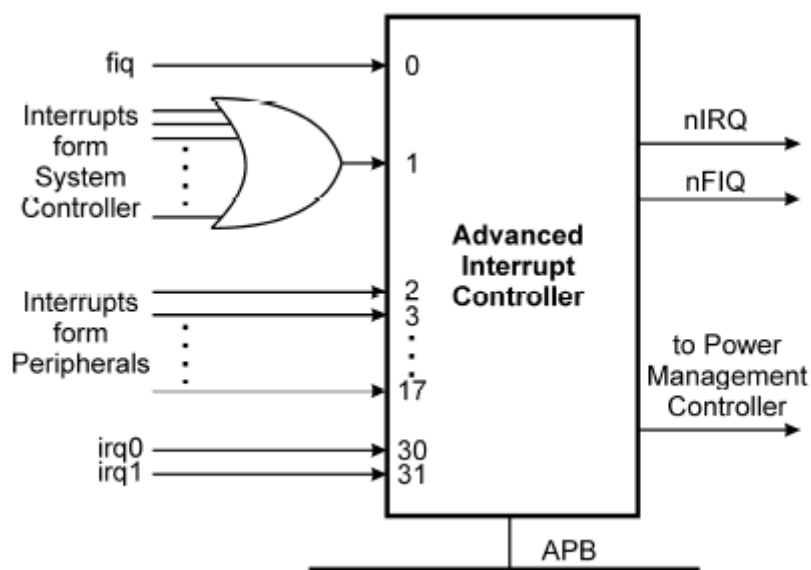 fiq
0
Interrupts
form
System
Controller
1
nIRQ
nFIQ
Advanced
Interrupt
Controller
Interrupts
form
Peripherals
2
3
17
to Power
Management
Controller
irq0
30
irq1
31
APB